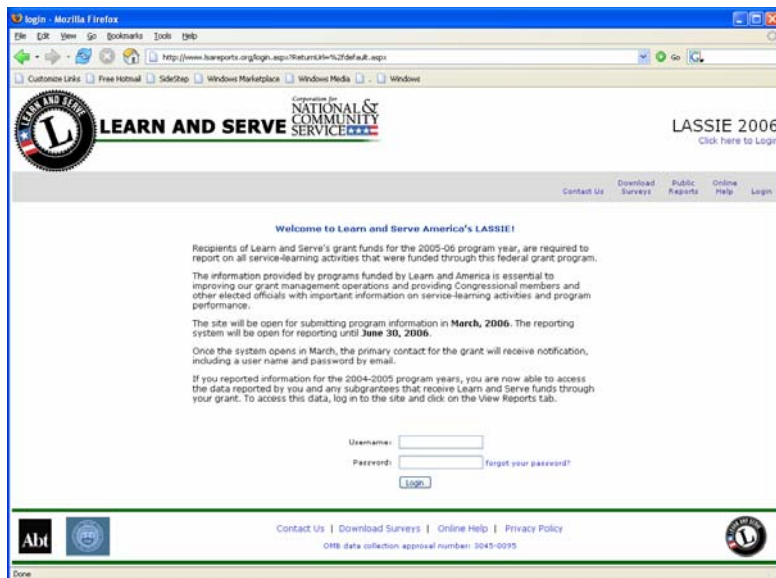 login - Mozilla Firefox
File Edit View Go Bookmarks Tools Help
http://www.lsareports.org/login.aspx?ReturnUrl=%2fdefault.aspx
Go
Customize Links Free Hotmail SideStep Windows Marketplace Windows Media . Windows
LEARN AND SERVE
Corporation for
NATIONAL &
COMMUNITY
SERVICE
LASSIE 2006
Click here to Login
Contact Us Download Surveys Public Reports Online Help Login
Welcome to Learn and Serve America's LASSIE!
Recipients of Learn and Serve's grant funds for the 2005-06 program year, are required to
report on all service-learning activities that were funded through this federal grant program.
The information provided by programs funded by Learn and America is essential to
improving our grant management operations and providing Congressional members and
other elected officials with important information on service-learning activities and program
performance.
The site will be open for submitting program information in March, 2006. The reporting
system will be open for reporting until June 30, 2006.
Once the system opens in March, the primary contact for the grant will receive notification,
including a user name and password by email.
If you reported information for the 2004-2005 program years, you are now able to access
the data reported by you and any subgrantees that receive Learn and Serve funds through
your grant. To access this data, log in to the site and click on the View Reports tab.
Username:
Password: forgot your password?
Login
Abt
Contact Us | Download Surveys | Online Help | Privacy Policy
OMB data collection approval number: 3045-0095
Done